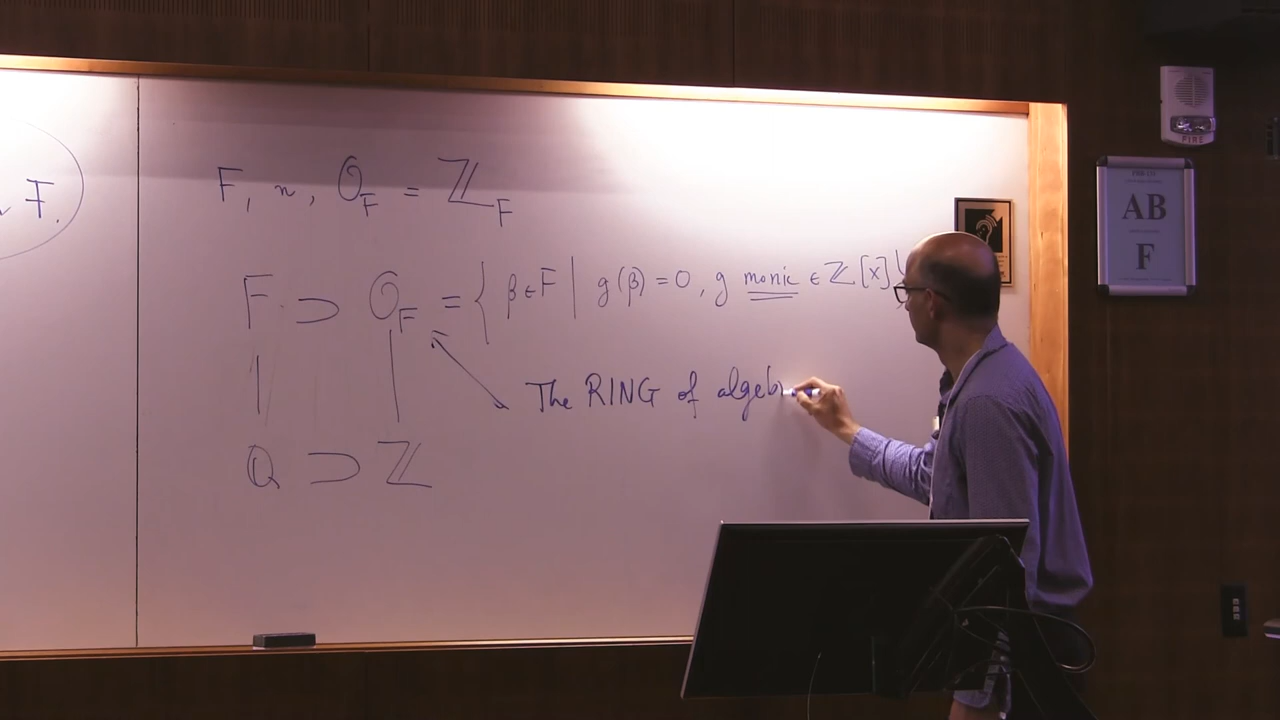 F.
F, n, 𝒪_F = ℤ_F
F ⊃ 𝒪_F = { β ∈ F | g(β) = 0, g monic ∈ ℤ[x]
The RING of algeb
ℚ ⊃ ℤ
FIRE
AB
F